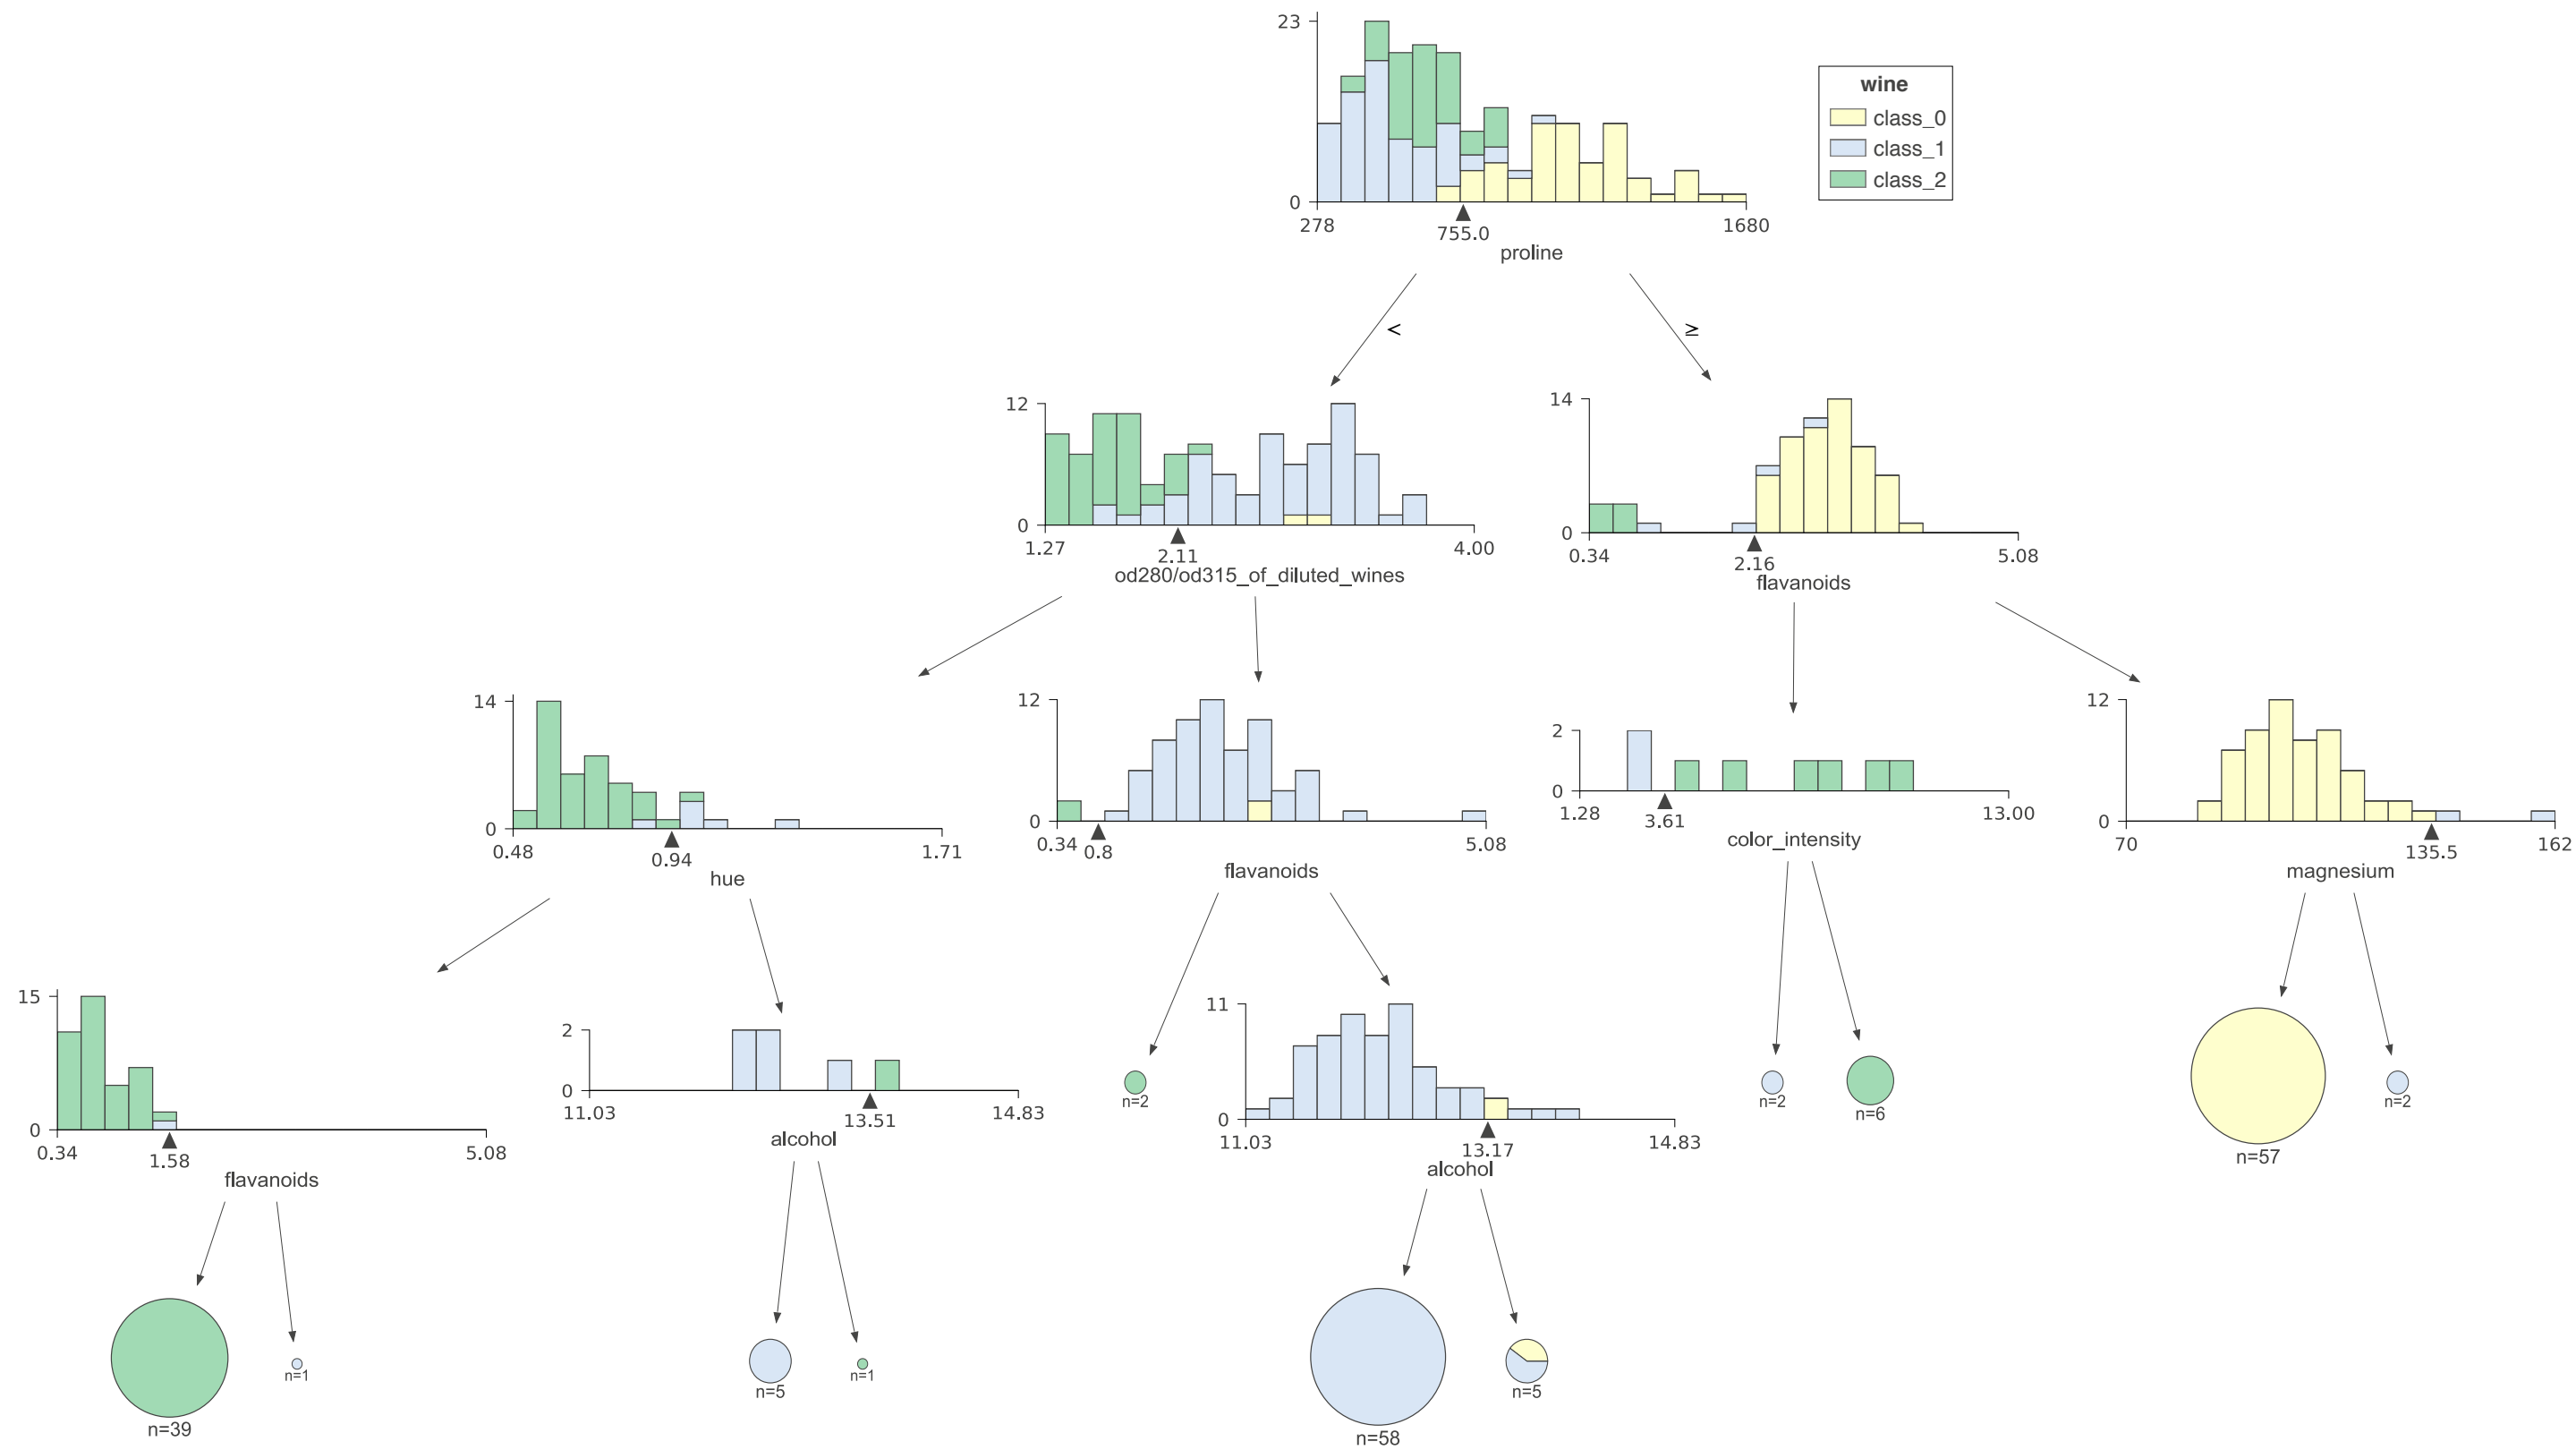 23
0
278
755.0
1680
proline
wine
class_0
class_1
class_2
<
≥
12
0
1.27
2.11
4.00
od280/od315_of_diluted_wines
14
0
0.34
2.16
5.08
flavanoids
14
0
0.48
0.94
1.71
hue
12
0
0.34
0.8
5.08
flavanoids
2
0
1.28
3.61
13.00
color_intensity
12
0
70
135.5
162
magnesium
15
0
0.34
1.58
5.08
flavanoids
2
0
11.03
13.51
14.83
alcohol
n=2
11
0
11.03
13.17
14.83
alcohol
n=2
n=6
n=57
n=2
n=39
n=1
n=5
n=1
n=58
n=5